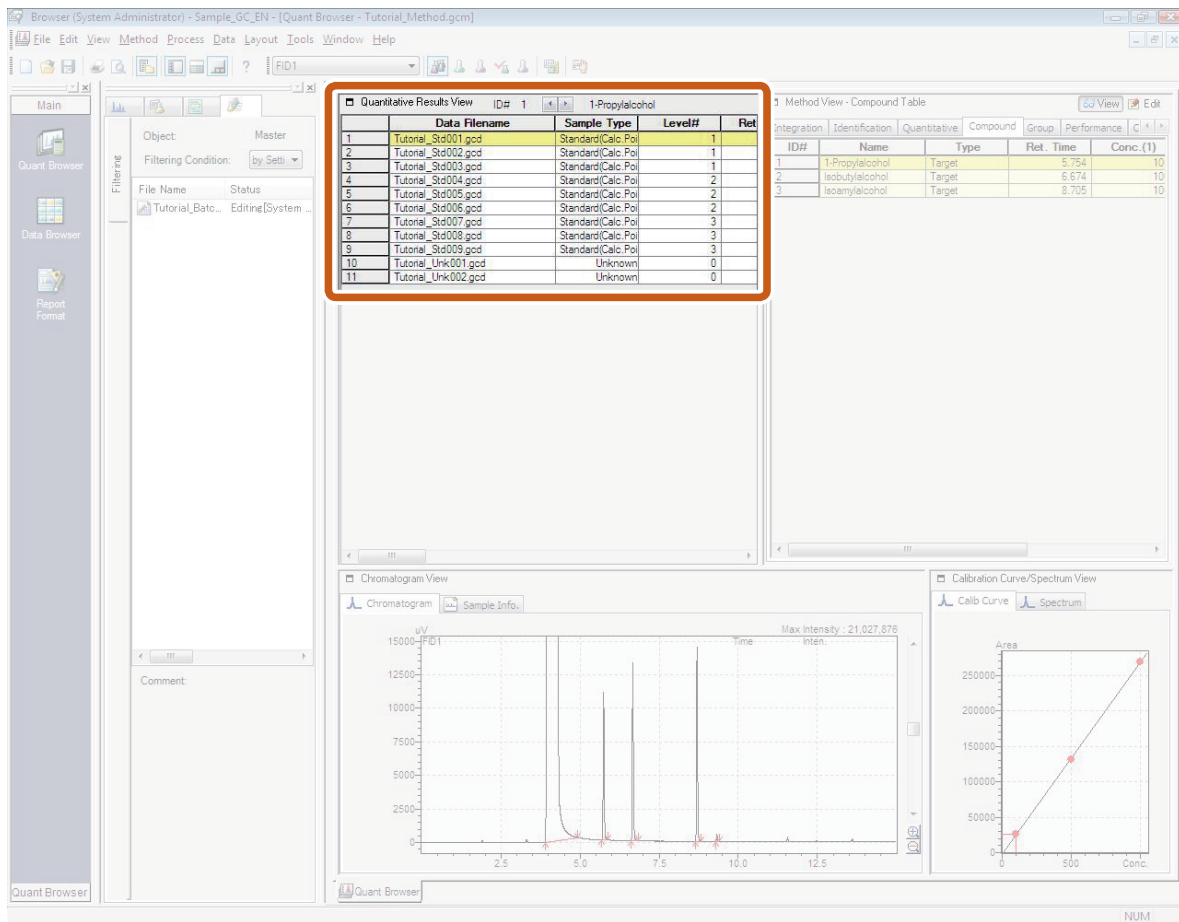 Browser (System Administrator) - Sample_GC_EN - [Quant Browser - Tutorial_Method.gcm]
File Edit View Method Process Data Layout Tools Window Help
? FID1
Main
Quant Browser
Data Browser
Report Format
Quant Browser
Filtering
Object: Master
Filtering Condition: by Setti
File Name Status
Tutorial_Batc... Editing[System ...
Comment:
Quantitative Results View ID# 1 1-Propylalcohol
Data Filename Sample Type Level# Ret
1 Tutorial_Std001.gcd Standard(Calc.Poi 1
2 Tutorial_Std002.gcd Standard(Calc.Poi 1
3 Tutorial_Std003.gcd Standard(Calc.Poi 1
4 Tutorial_Std004.gcd Standard(Calc.Poi 2
5 Tutorial_Std005.gcd Standard(Calc.Poi 2
6 Tutorial_Std006.gcd Standard(Calc.Poi 2
7 Tutorial_Std007.gcd Standard(Calc.Poi 3
8 Tutorial_Std008.gcd Standard(Calc.Poi 3
9 Tutorial_Std009.gcd Standard(Calc.Poi 3
10 Tutorial_Unk001.gcd Unknown 0
11 Tutorial_Unk002.gcd Unknown 0
Method View - Compound Table View Edit
Integration Identification Quantitative Compound Group Performance C
ID# Name Type Ret. Time Conc.(1)
1 1-Propylalcohol Target 5.754 10
2 Isobutylalcohol Target 6.674 10
3 Isoamylalcohol Target 8.705 10
Chromatogram View
Chromatogram Sample Info.
uV Max Intensity : 21,027,876
FID1 Time Inten.
15000
12500
10000
7500
5000
2500
0
2.5 5.0 7.5 10.0 12.5
Calibration Curve/Spectrum View
Calib Curve Spectrum
Area
250000
200000
150000
100000
50000
0
0 500 Conc.
Quant Browser
NUM